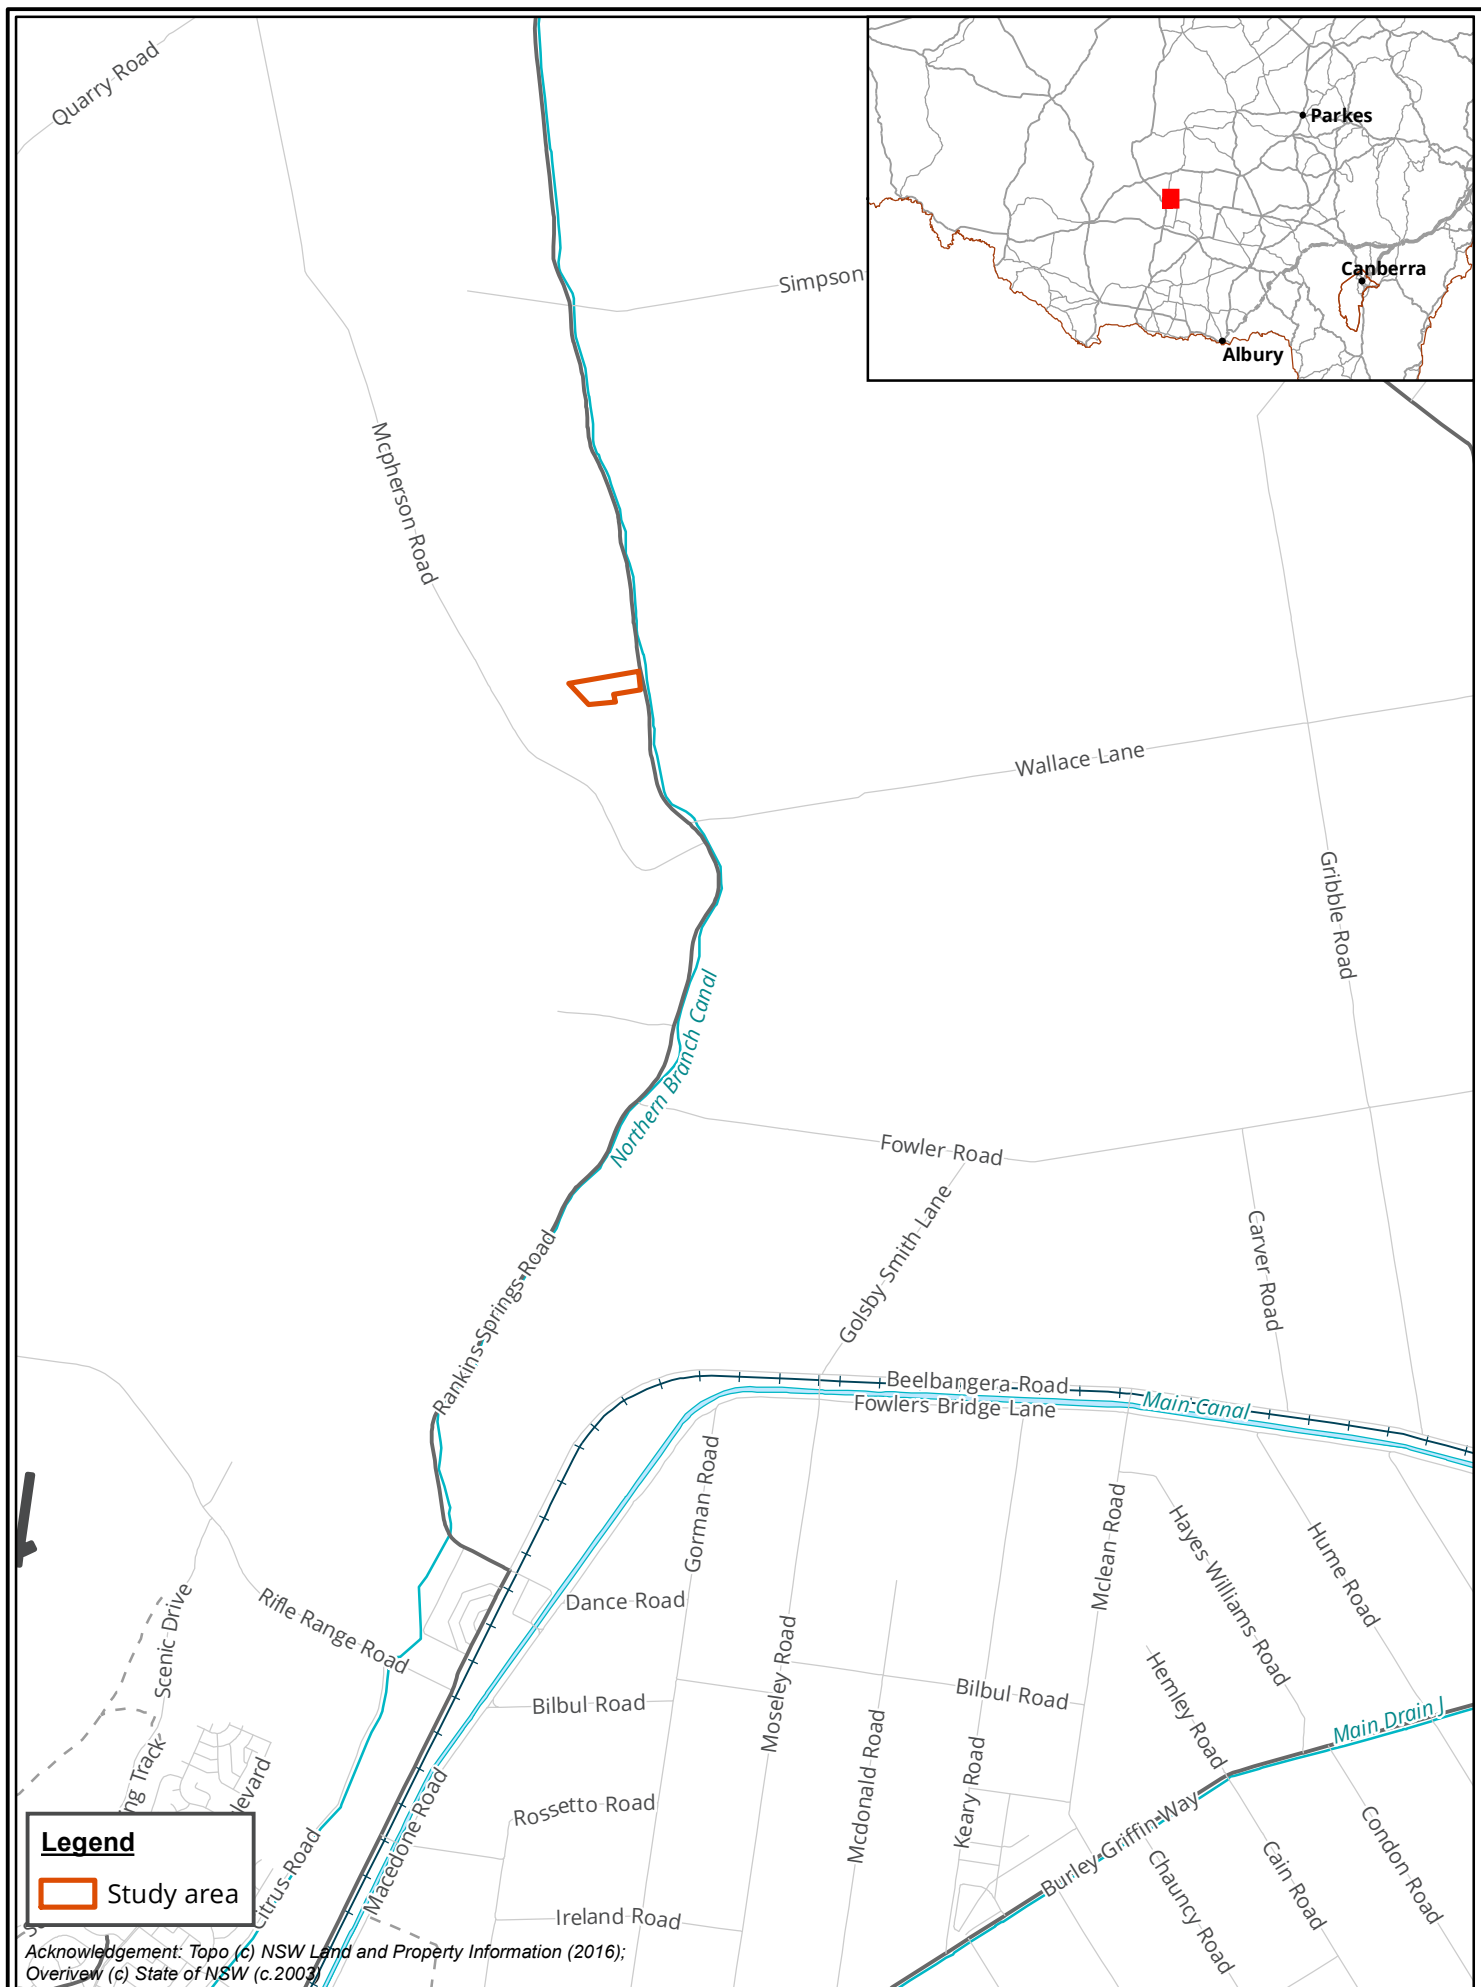 Quarry Road
Parkes
Canberra
Albury
Simpson
Mcpherson Road
Wallace Lane
Gribble Road
Northern Branch Canal
Fowler Road
Golsby Smith Lane
Carver Road
Rankins Springs Road
Beelbangera Road
Main Canal
Fowlers Bridge Lane
Gorman Road
Mclean Road
Hayes Williams Road
Hume Road
Scenic Drive
Rifle Range Road
Dance Road
Moseley Road
Bilbul Road
Bilbul Road
Hemley Road
Main Drain J
ing Track
levard
Mcdonald Road
Keary Road
Rossetto Road
Macedone Road
Burley Griffin Way
Condon Road
Cain Road
Chauncy Road
Citrus Road
Ireland Road
Legend
Study area
Acknowledgement: Topo (c) NSW Land and Property Information (2016);
Overivew (c) State of NSW (c.2003)